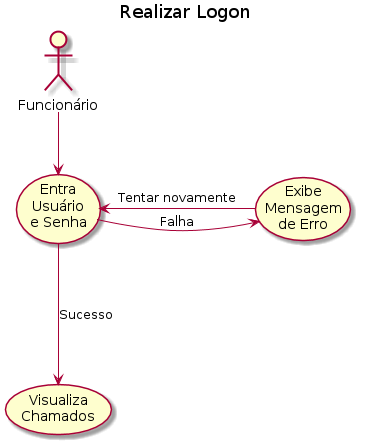 Realizar Logon
Funcionário
Entra
Usuário
e Senha
Tentar novamente
Falha
Exibe
Mensagem
de Erro
Sucesso
Visualiza
Chamados